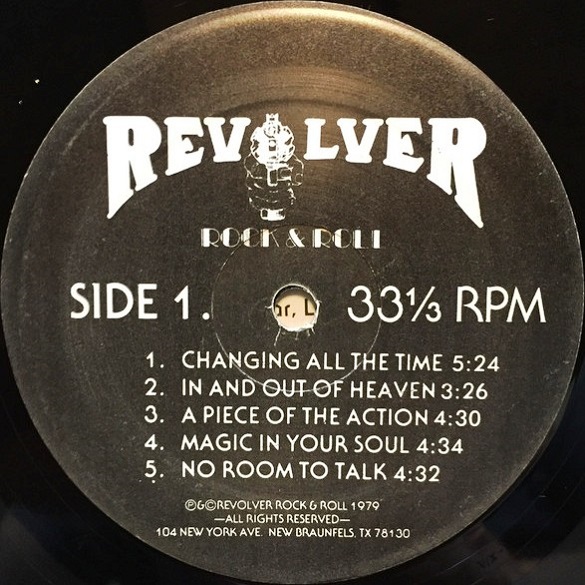 REVOLVER
ROCK & ROLL
SIDE 1. 33⅓ RPM
1. CHANGING ALL THE TIME 5:24
2. IN AND OUT OF HEAVEN 3:26
3. A PIECE OF THE ACTION 4:30
4. MAGIC IN YOUR SOUL 4:34
5. NO ROOM TO TALK 4:32
℗&©REVOLVER ROCK & ROLL 1979
—ALL RIGHTS RESERVED—
104 NEW YORK AVE. NEW BRAUNFELS, TX 78130